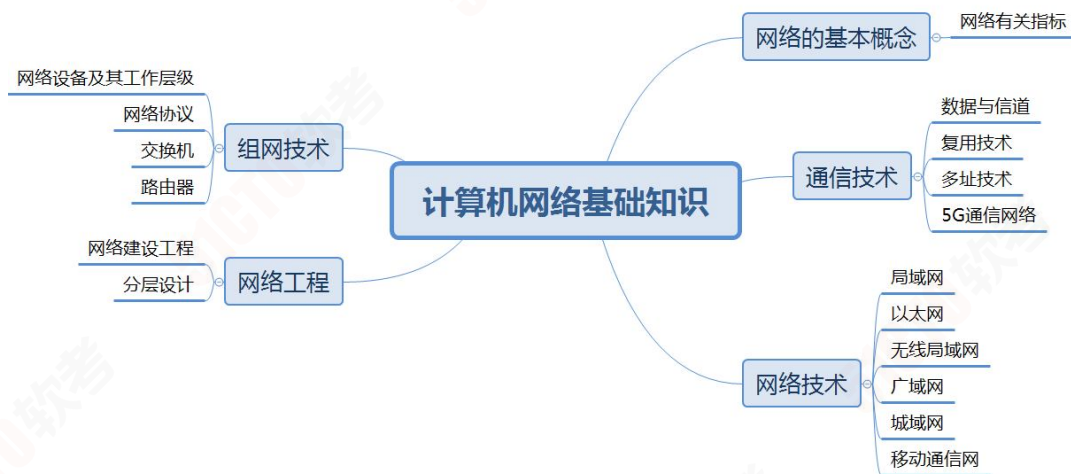 计算机网络基础知识
网络的基本概念
网络有关指标
通信技术
数据与信道
复用技术
多址技术
5G通信网络
网络技术
局域网
以太网
无线局域网
广域网
城域网
移动通信网
组网技术
网络设备及其工作层级
网络协议
交换机
路由器
网络工程
网络建设工程
分层设计
软考
软考